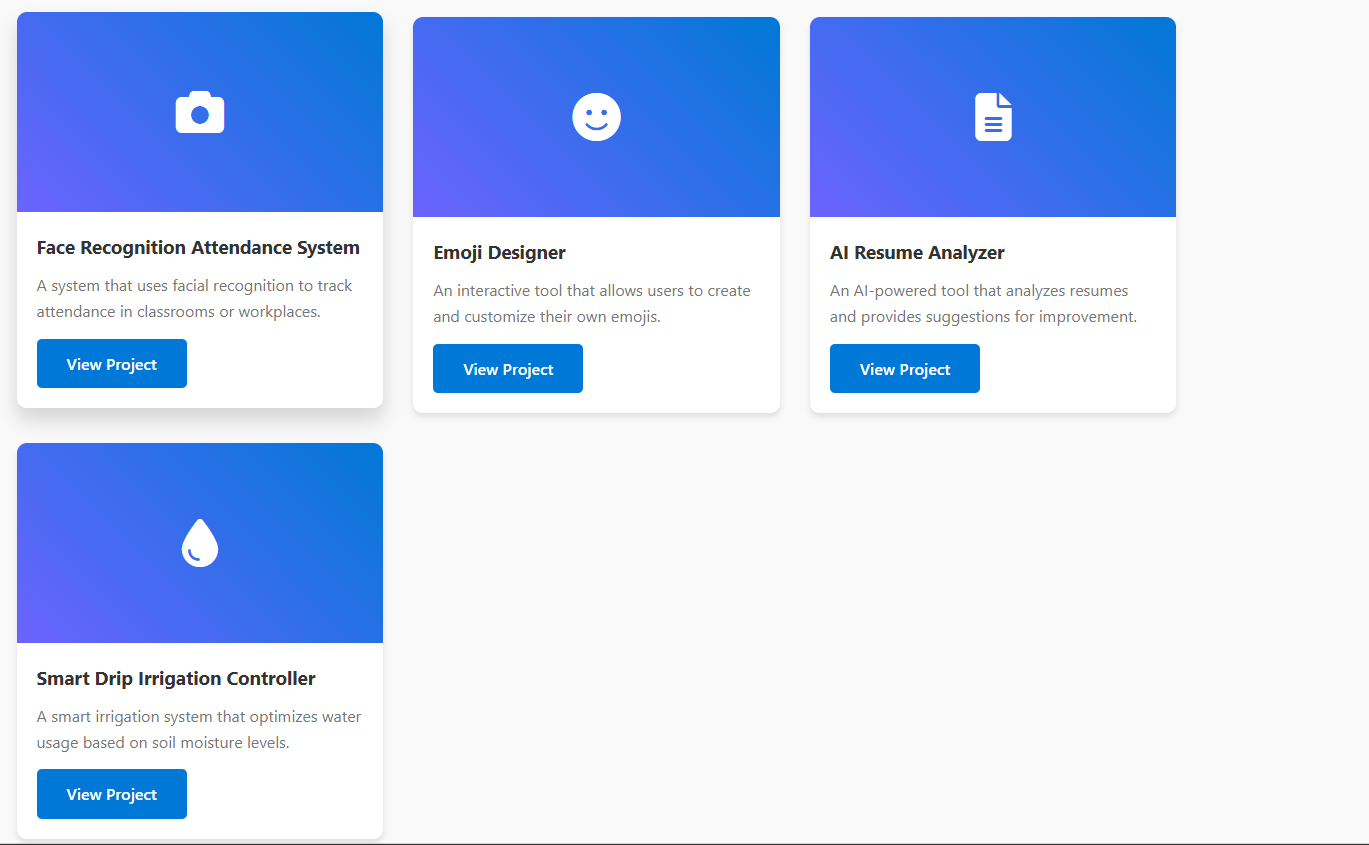 Face Recognition Attendance System
A system that uses facial recognition to track
attendance in classrooms or workplaces.
View Project
Emoji Designer
An interactive tool that allows users to create
and customize their own emojis.
View Project
AI Resume Analyzer
An AI-powered tool that analyzes resumes
and provides suggestions for improvement.
View Project
Smart Drip Irrigation Controller
A smart irrigation system that optimizes water
usage based on soil moisture levels.
View Project